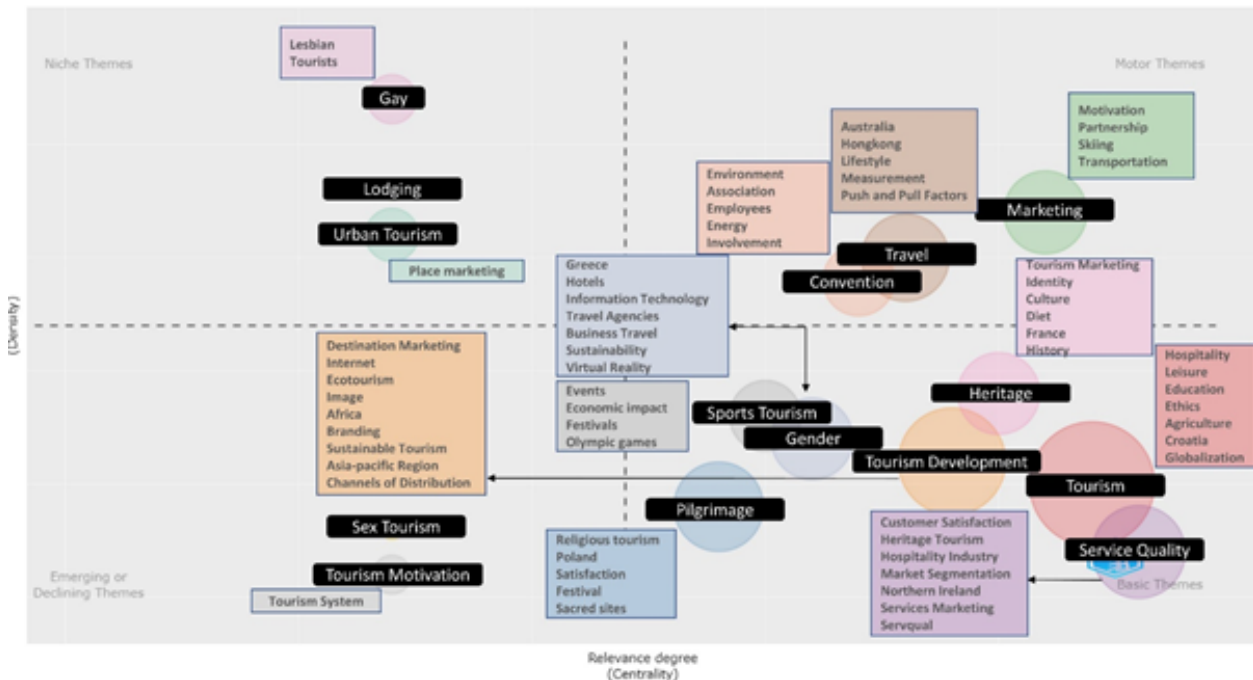 Niche Themes
Motor Themes
Lesbian
Tourists
Gay
Lodging
Urban Tourism
Place marketing
Environment
Association
Employees
Energy
Involvement
Australia
Hongkong
Lifestyle
Measurement
Push and Pull Factors
Motivation
Partnership
Skiing
Transportation
Marketing
Travel
Convention
Greece
Hotels
Information Technology
Travel Agencies
Business Travel
Sustainability
Virtual Reality
Tourism Marketing
Identity
Culture
Diet
France
History
(Density)
Destination Marketing
Internet
Ecotourism
Image
Africa
Branding
Sustainable Tourism
Asia-pacific Region
Channels of Distribution
Events
Economic impact
Festivals
Olympic games
Sports Tourism
Gender
Heritage
Hospitality
Leisure
Education
Ethics
Agriculture
Croatia
Globalization
Tourism Development
Tourism
Pilgrimage
Sex Tourism
Tourism Motivation
Tourism System
Religious tourism
Poland
Satisfaction
Festival
Sacred sites
Customer Satisfaction
Heritage Tourism
Hospitality Industry
Market Segmentation
Northern Ireland
Services Marketing
Servqual
Service Quality
Emerging or
Declining Themes
Basic Themes
Relevance degree
(Centrality)